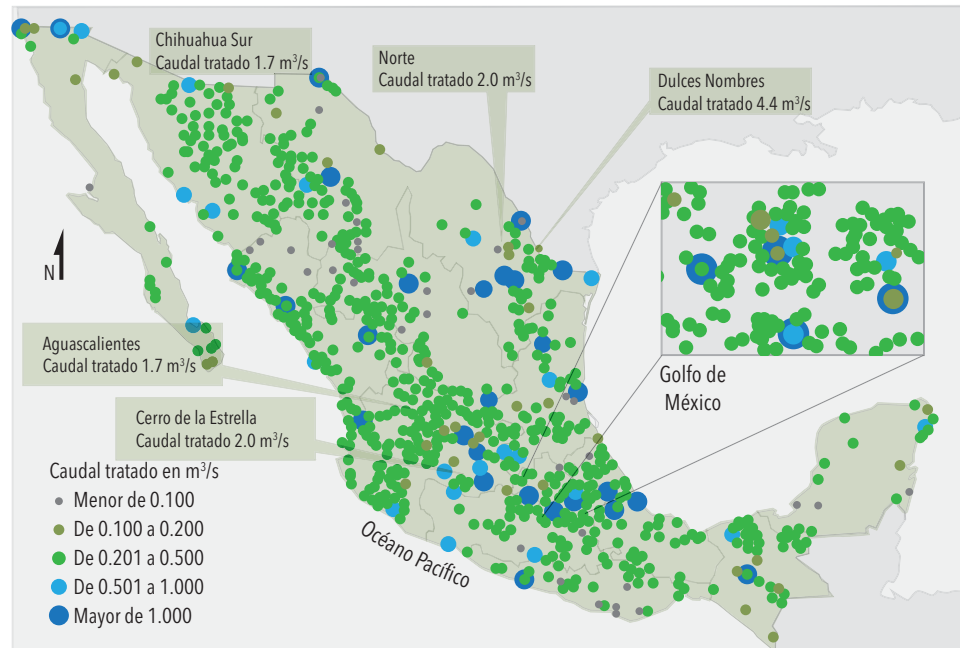 Chihuahua Sur
Caudal tratado 1.7 m³/s
Norte
Caudal tratado 2.0 m³/s
Dulces Nombres
Caudal tratado 4.4 m³/s
N
Aguascalientes
Caudal tratado 1.7 m³/s
Cerro de la Estrella
Caudal tratado 2.0 m³/s
Golfo de
México
Océano Pacífico
Caudal tratado en m³/s
Menor de 0.100
De 0.100 a 0.200
De 0.201 a 0.500
De 0.501 a 1.000
Mayor de 1.000